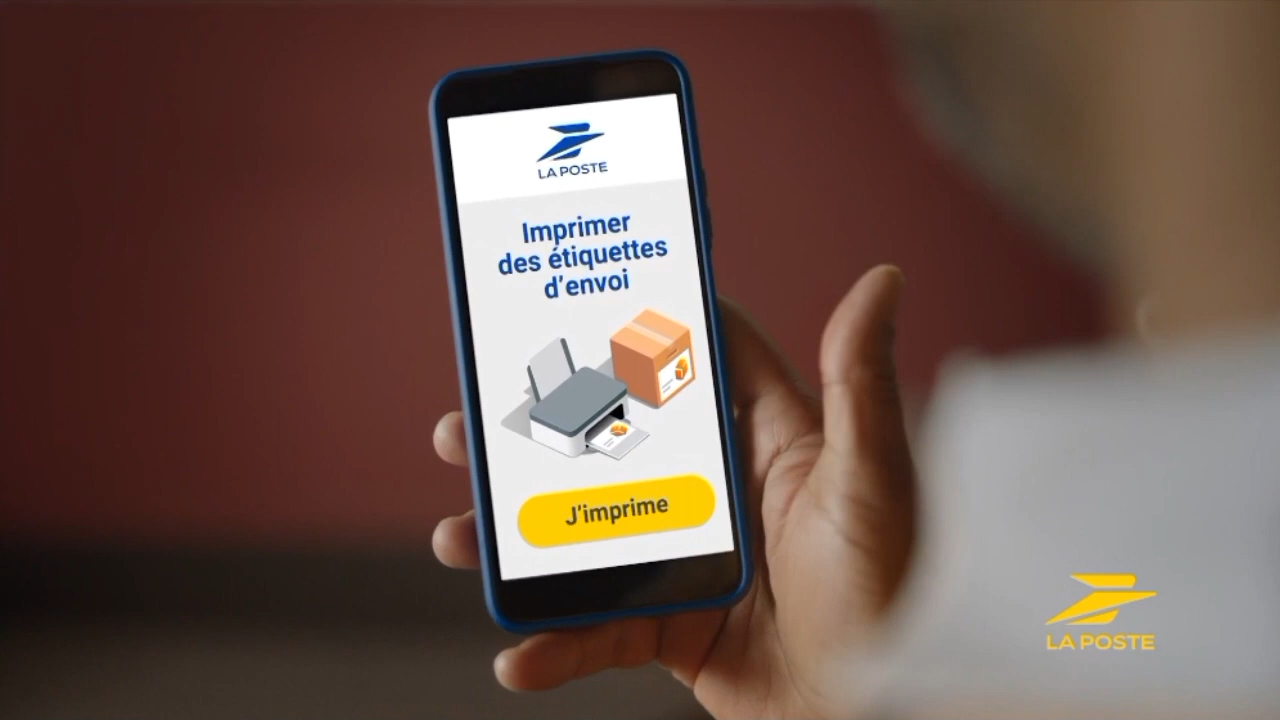 LA POSTE
Imprimer
des étiquettes
d'envoi
J'imprime
LA POSTE